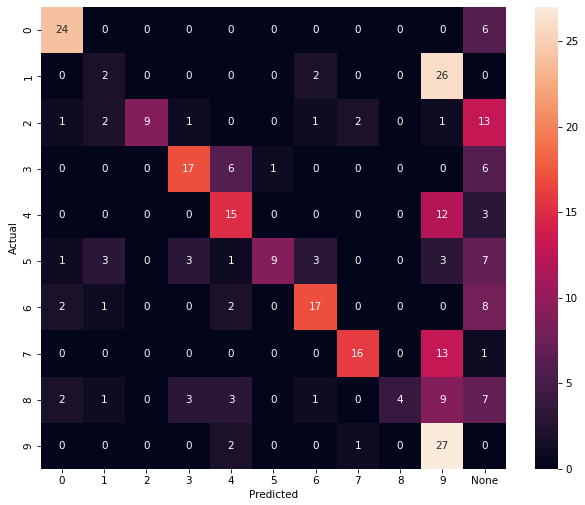 0 24 0 0 0 0 0 0 0 0 0 6
1 0 2 0 0 0 0 2 0 0 26 0
2 1 2 9 1 0 0 1 2 0 1 13
3 0 0 0 17 6 1 0 0 0 0 6
4 0 0 0 0 15 0 0 0 0 12 3
5 1 3 0 3 1 9 3 0 0 3 7
6 2 1 0 0 2 0 17 0 0 0 8
7 0 0 0 0 0 0 0 16 0 13 1
8 2 1 0 3 3 0 1 0 4 9 7
9 0 0 0 0 2 0 0 1 0 27 0
0 1 2 3 4 5 6 7 8 9 None
Predicted
Actual
25
20
15
10
5
0